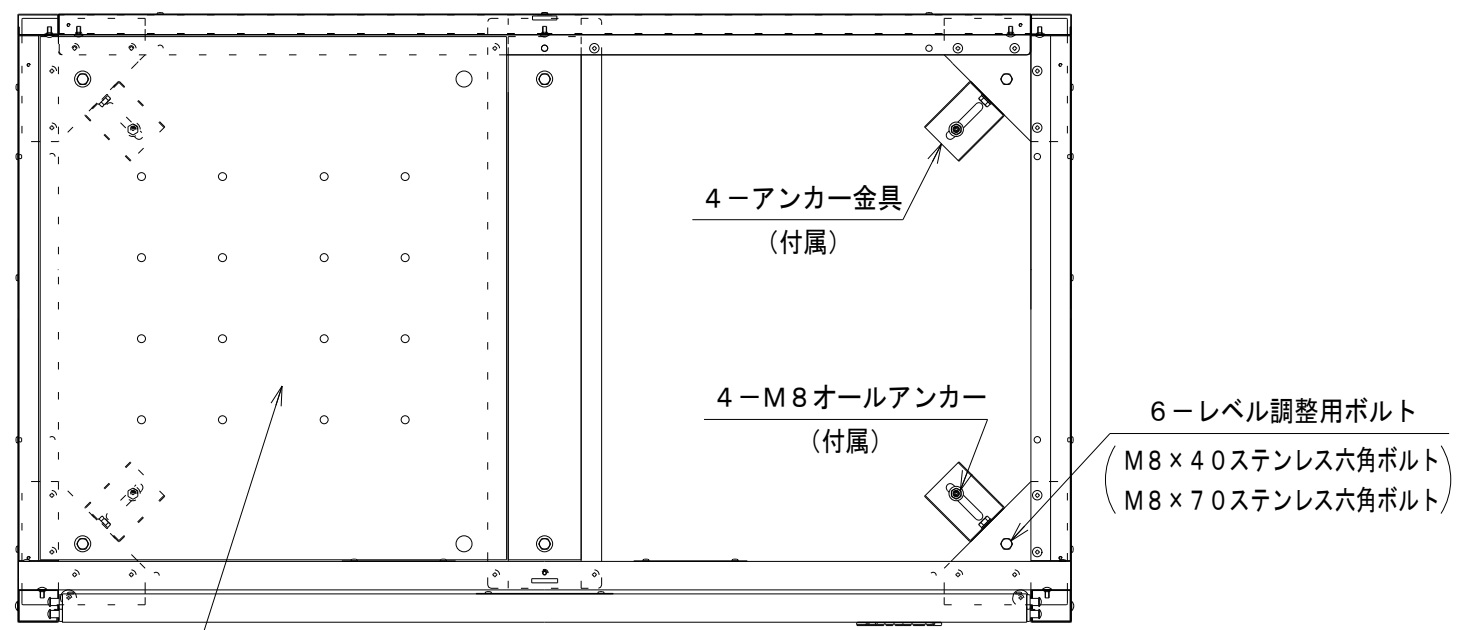 ４－アンカー金具
（付属）
４－Ｍ８オールアンカー
（付属）
６－レベル調整用ボルト
（Ｍ８×４０ステンレス六角ボルト
Ｍ８×７０ステンレス六角ボルト）